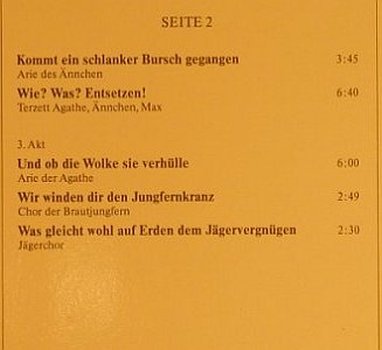 SEITE 2
Kommt ein schlanker Bursch gegangen 3:45
Arie des Ännchen
Wie? Was? Entsetzen! 6:40
Terzett Agathe, Ännchen, Max
3. Akt
Und ob die Wolke sie verhülle 6:00
Arie der Agathe
Wir winden dir den Jungfernkranz 2:49
Chor der Brautjungfern
Was gleicht wohl auf Erden dem Jägervergnügen 2:30
Jägerchor